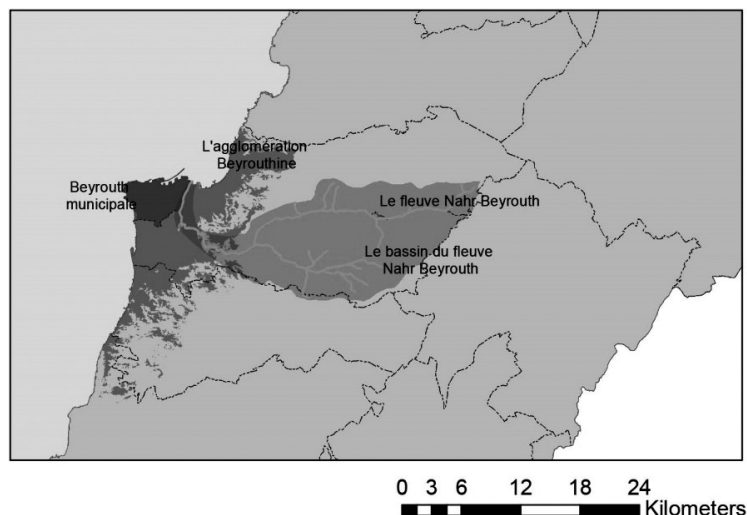 L'agglomération
Beyrouthine
Beyrouth
municipale
Le fleuve Nahr-Beyrouth
Le bassin du fleuve
Nahr Beyrouth
0 3 6 12 18 24
Kilometers